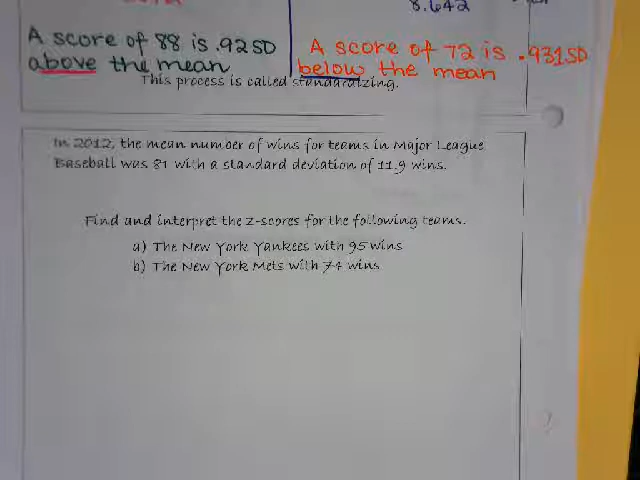 8.642
A score of 88 is .92 SD
above the mean
A score of 72 is .931 SD
below the mean
This process is called standardizing.
In 2012, the mean number of wins for teams in Major League
Baseball was 81 with a standard deviation of 11.9 wins.
Find and interpret the z-scores for the following teams.
a) The New York Yankees with 95 wins
b) The New York Mets with 74 wins